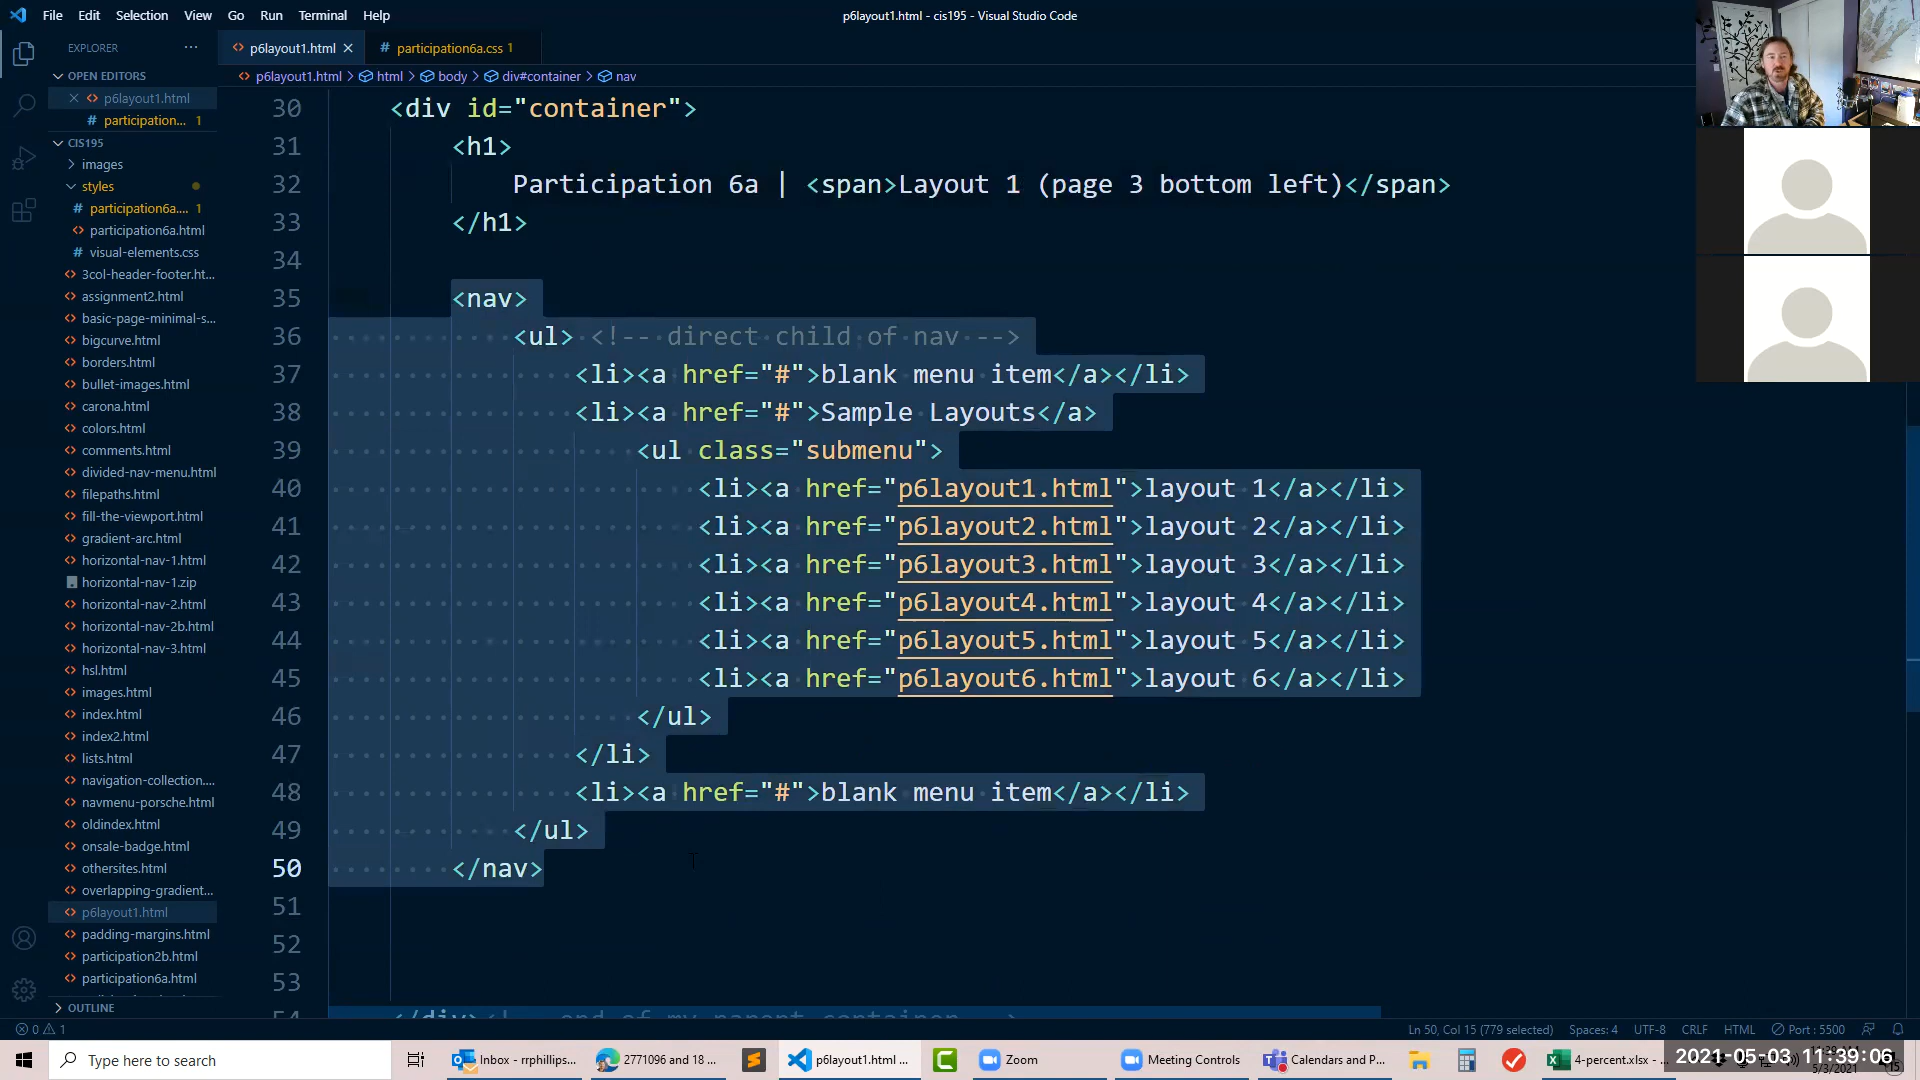 File Edit Selection View Go Run Terminal Help
p6layout1.html - cis195 - Visual Studio Code
EXPLORER ...
p6layout1.html
participation6a.css 1
p6layout1.html > html > body > div#container > nav
OPEN EDITORS
p6layout1.html
participation... 1
CIS195
images
styles
participation6a.... 1
participation6a.html
visual-elements.css
3col-header-footer.ht...
assignment2.html
basic-page-minimal-s...
bigcurve.html
borders.html
bullet-images.html
carona.html
colors.html
comments.html
divided-nav-menu.html
filepaths.html
fill-the-viewport.html
gradient-arc.html
horizontal-nav-1.html
horizontal-nav-1.zip
horizontal-nav-2.html
horizontal-nav-2b.html
horizontal-nav-3.html
hsl.html
images.html
index.html
index2.html
lists.html
navigation-collection....
navmenu-porsche.html
oldindex.html
onsale-badge.html
othersites.html
overlapping-gradient...
p6layout1.html
padding-margins.html
participation2b.html
participation6a.html
OUTLINE
30 <div id="container">
31 <h1>
32 Participation 6a | <span>Layout 1 (page 3 bottom left)</span>
33 </h1>
34
35 <nav>
36 <ul> <!-- direct child of nav -->
37 <li><a href="#">blank menu item</a></li>
38 <li><a href="#">Sample Layouts</a>
39 <ul class="submenu">
40 <li><a href="p6layout1.html">layout 1</a></li>
41 <li><a href="p6layout2.html">layout 2</a></li>
42 <li><a href="p6layout3.html">layout 3</a></li>
43 <li><a href="p6layout4.html">layout 4</a></li>
44 <li><a href="p6layout5.html">layout 5</a></li>
45 <li><a href="p6layout6.html">layout 6</a></li>
46 </ul>
47 </li>
48 <li><a href="#">blank menu item</a></li>
49 </ul>
50 </nav>
51
52
53
54 </div><!-- end of my parent container -->
0 1
Ln 50, Col 15 (779 selected) Spaces: 4 UTF-8 CRLF HTML Port : 5500
Type here to search
Inbox - rrphillips...
2771096 and 18 ...
p6layout1.html ...
Zoom
Meeting Controls
Calendars and P...
4-percent.xlsx - ...
2021-05-03 11:39:06
5/3/2021
15